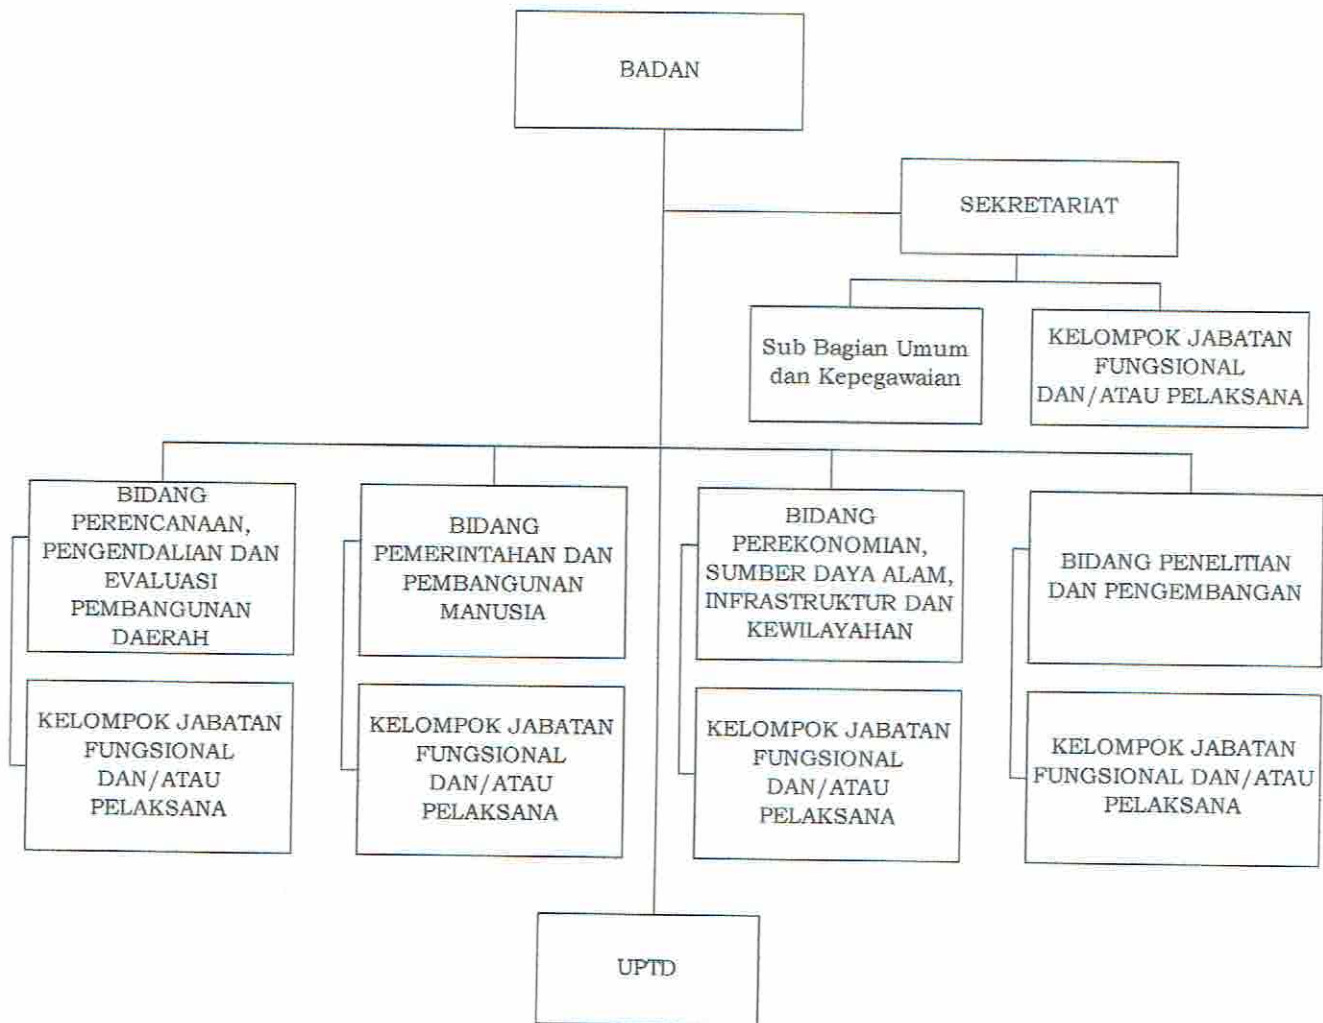 BADAN
SEKRETARIAT
Sub Bagian Umum
dan Kepegawaian
KELOMPOK JABATAN
FUNGSIONAL
DAN/ATAU PELAKSANA
BIDANG
PERENCANAAN,
PENGENDALIAN DAN
EVALUASI
PEMBANGUNAN
DAERAH
BIDANG
PEMERINTAHAN DAN
PEMBANGUNAN
MANUSIA
BIDANG
PEREKONOMIAN,
SUMBER DAYA ALAM,
INFRASTRUKTUR DAN
KEWILAYAHAN
BIDANG PENELITIAN
DAN PENGEMBANGAN
KELOMPOK JABATAN
FUNGSIONAL
DAN/ATAU
PELAKSANA
KELOMPOK JABATAN
FUNGSIONAL
DAN/ATAU
PELAKSANA
KELOMPOK JABATAN
FUNGSIONAL
DAN/ATAU
PELAKSANA
KELOMPOK JABATAN
FUNGSIONAL DAN/ATAU
PELAKSANA
UPTD